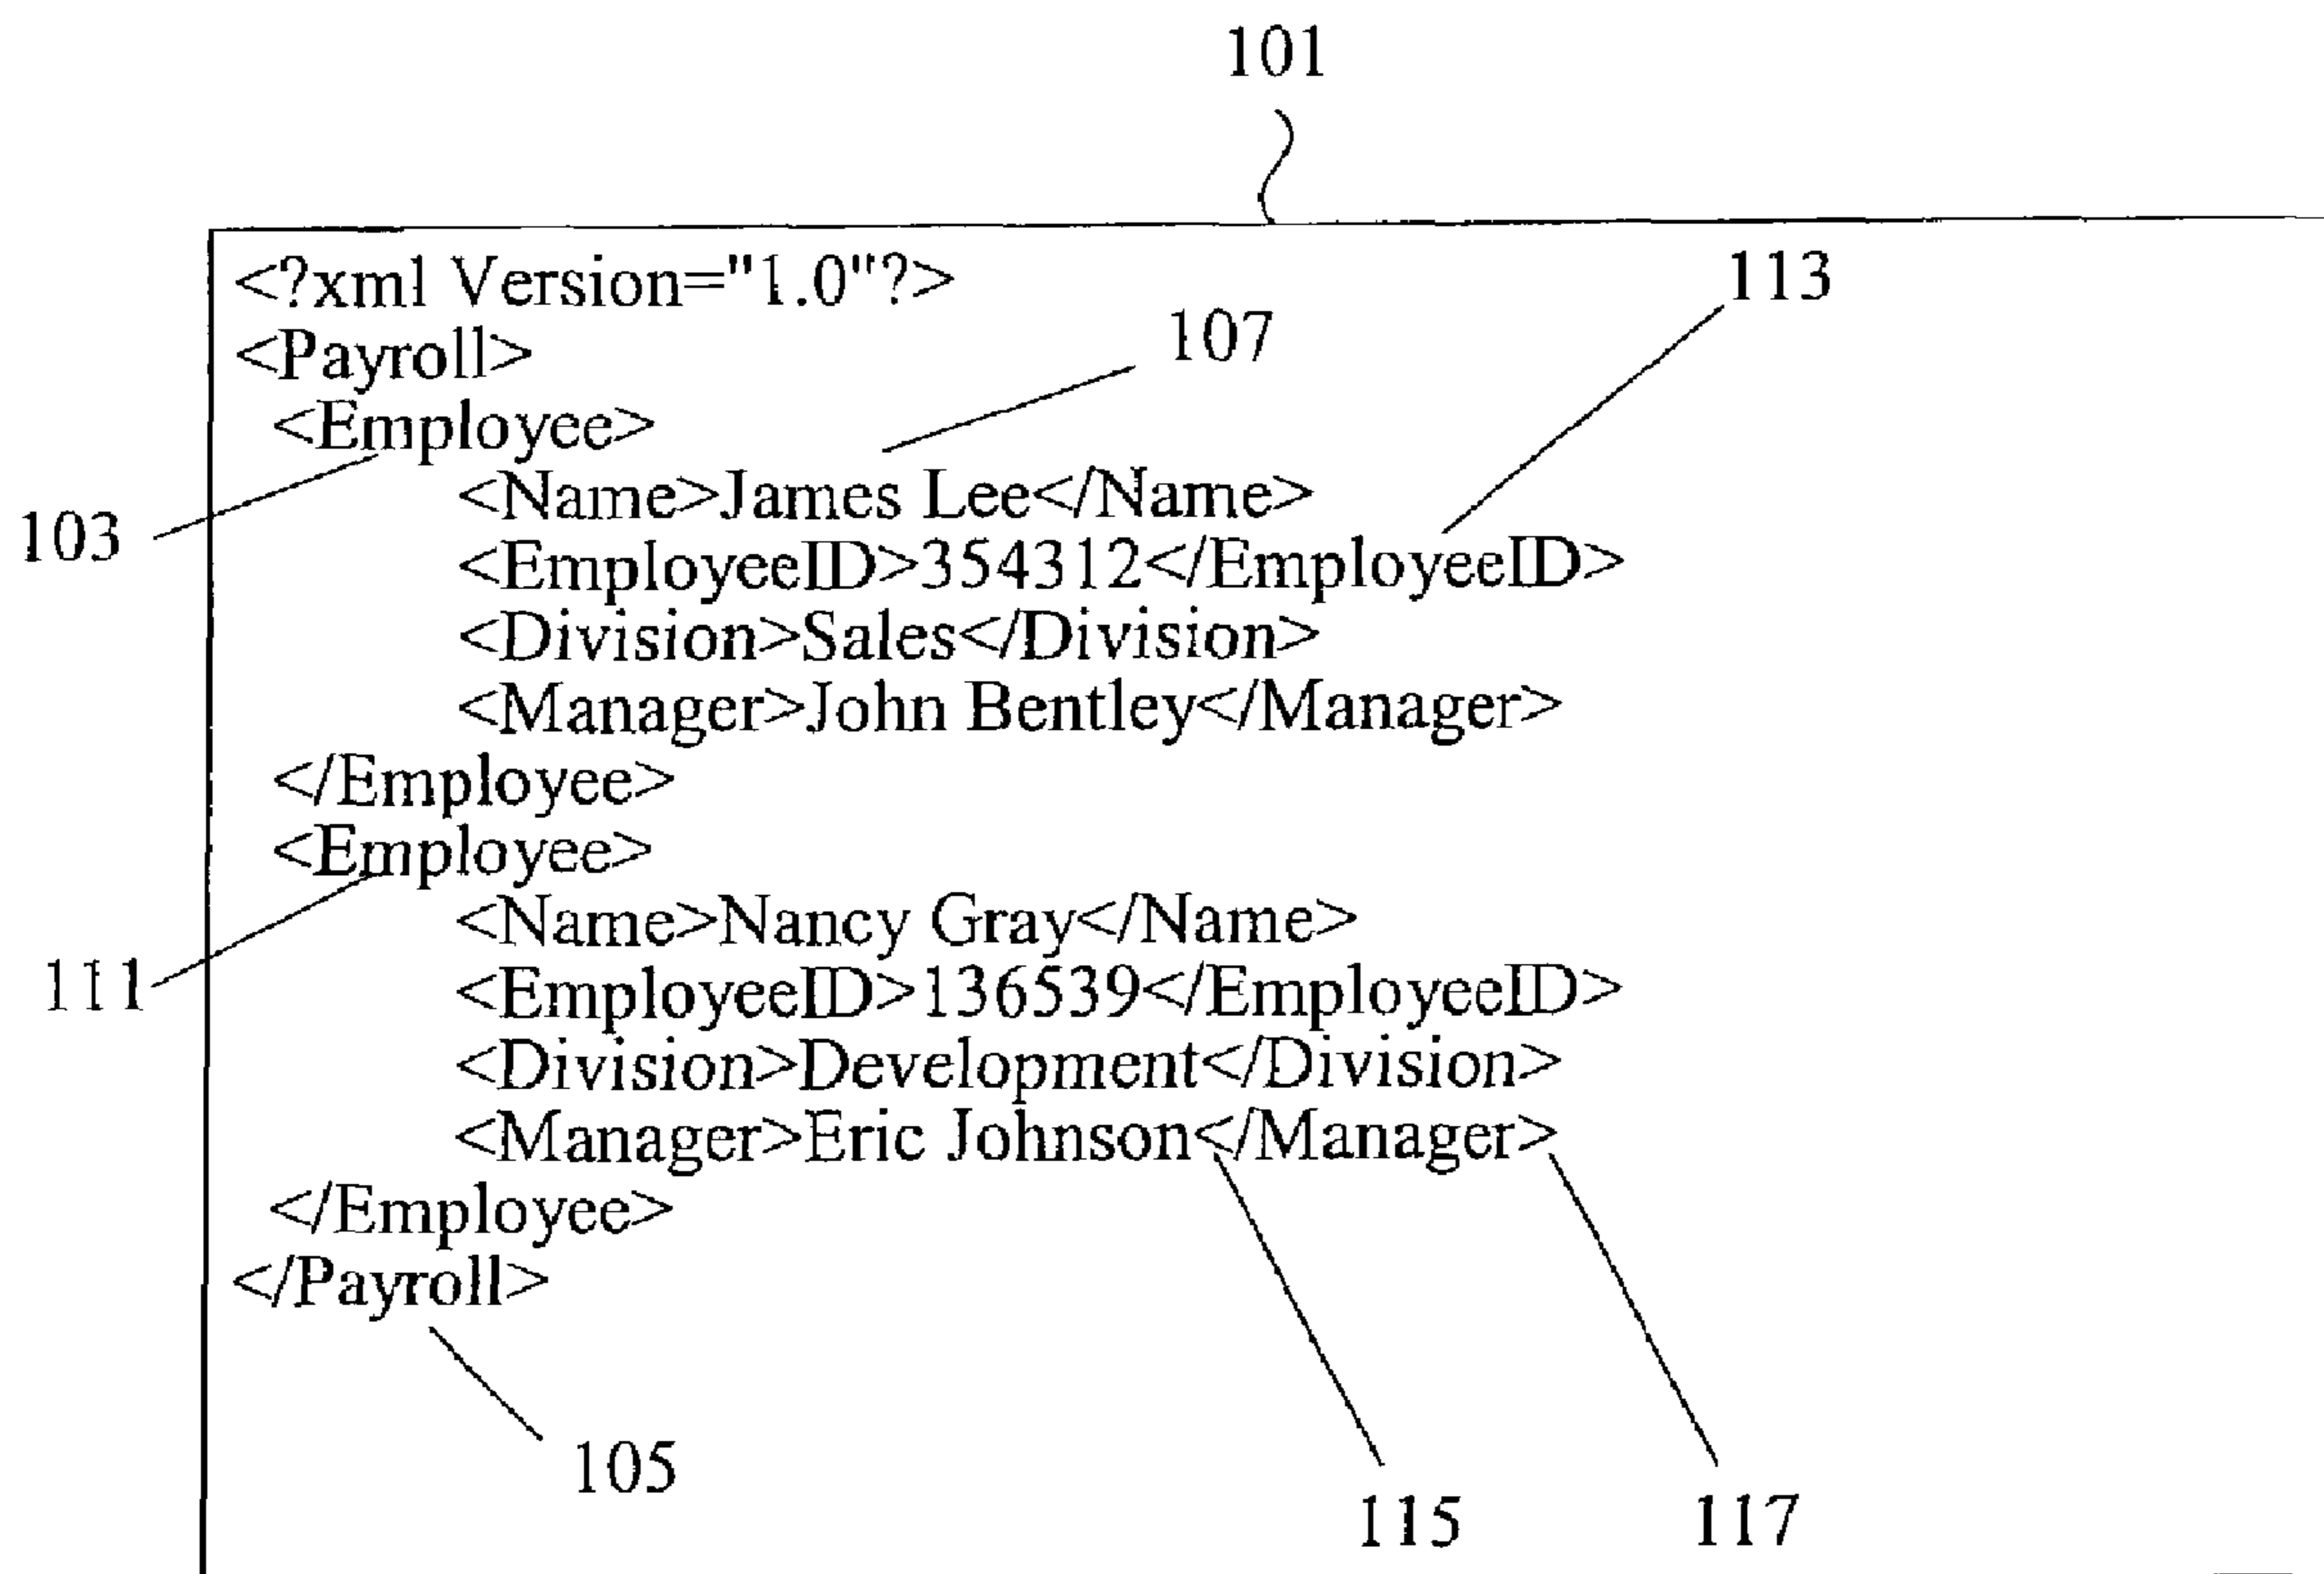 101
<?xml Version="1.0"?>
113
<Payroll>
107
<Employee>
<Name>James Lee</Name>
103
<EmployeeID>354312</EmployeeID>
<Division>Sales</Division>
<Manager>John Bentley</Manager>
</Employee>
<Employee>
<Name>Nancy Gray</Name>
111
<EmployeeID>136539</EmployeeID>
<Division>Development</Division>
<Manager>Eric Johnson</Manager>
</Employee>
</Payroll>
105
115
117